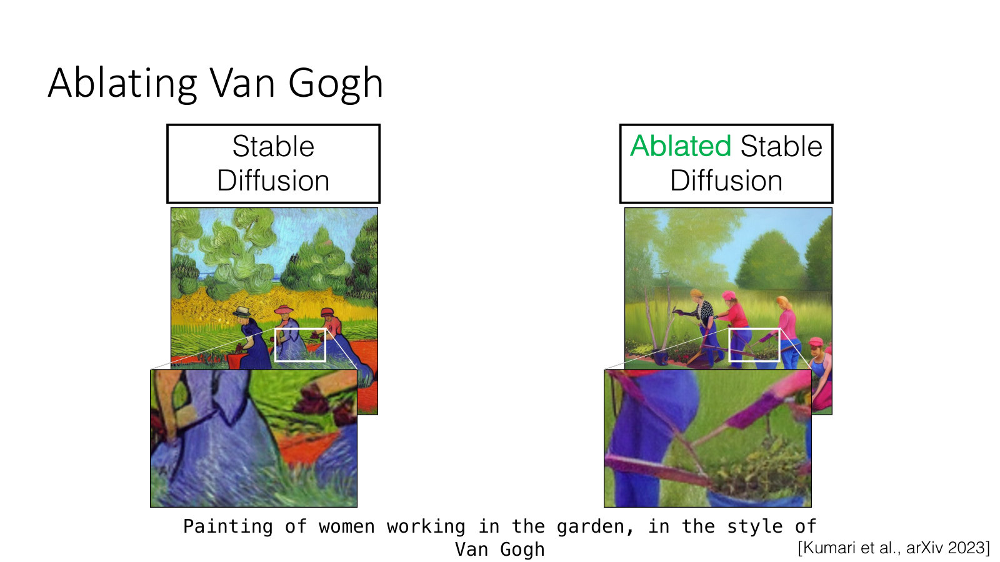 Ablating Van Gogh
Stable
Diffusion
Ablated Stable
Diffusion
Painting of women working in the garden, in the style of
Van Gogh
[Kumari et al., arXiv 2023]